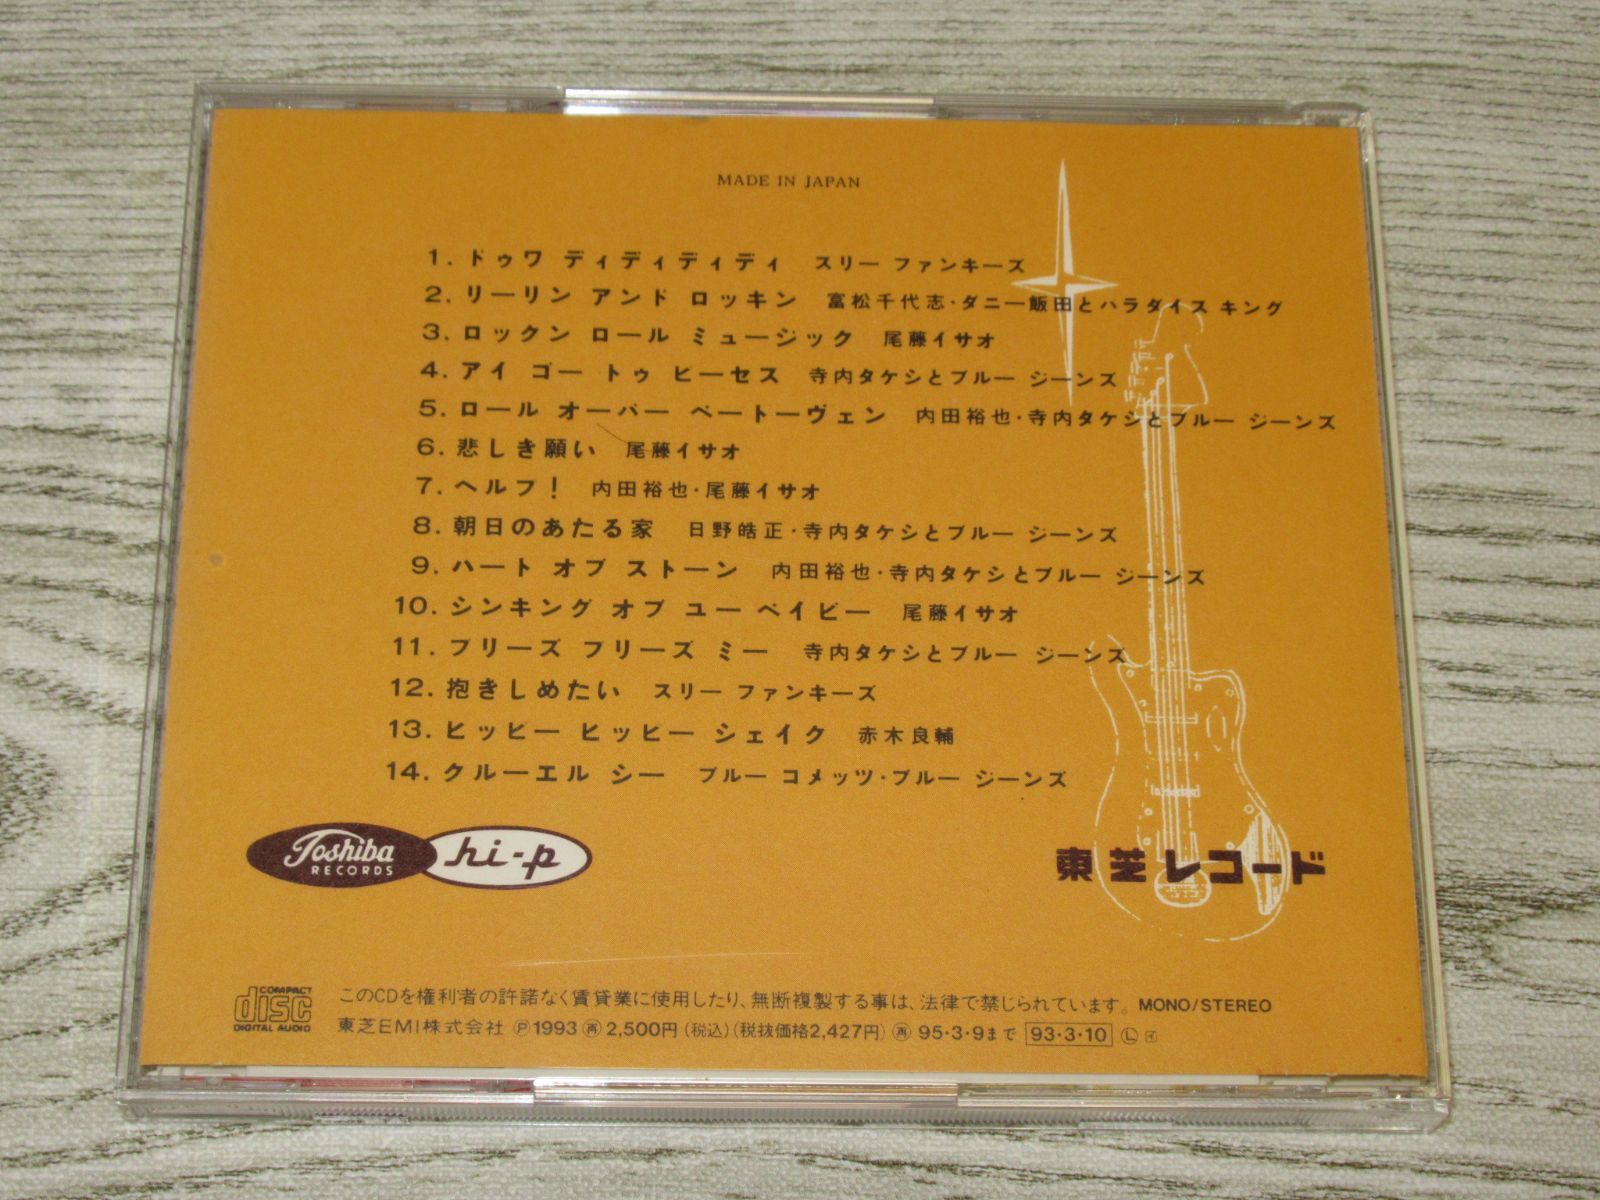 MADE IN JAPAN
1. ドゥワ ディディディディ スリー ファンキーズ
2. リーリン アンド ロッキン 富松千代志・ダニー飯田とパラダイス キング
3. ロックン ロール ミュージック 尾藤イサオ
4. アイ ゴー トゥ ピーセス 寺内タケシとブルー ジーンズ
5. ロール オーバー ベートーヴェン 内田裕也・寺内タケシとブルー ジーンズ
6. 悲しき願い 尾藤イサオ
7. ヘルプ! 内田裕也・尾藤イサオ
8. 朝日のあたる家 日野皓正・寺内タケシとブルー ジーンズ
9. ハート オブ ストーン 内田裕也・寺内タケシとブルー ジーンズ
10. シンキング オブ ユー ベイビー 尾藤イサオ
11. プリーズ プリーズ ミー 寺内タケシとブルー ジーンズ
12. 抱きしめたい スリー ファンキーズ
13. ヒッピー ヒッピー シェイク 赤木良輔
14. クルーエル シー ブルー コメッツ・ブルー ジーンズ
Toshiba RECORDS hi-p
東芝レコード
COMPACT disc DIGITAL AUDIO
このCDを権利者の許諾なく賃貸業に使用したり、無断複製する事は、法律で禁じられています。 MONO/STEREO
東芝EMI株式会社 Ⓟ1993 ㊥再 2,500円(税込)(税抜価格2,427円) 再 95・3・9まで 93・3・10 Ⓛ イ